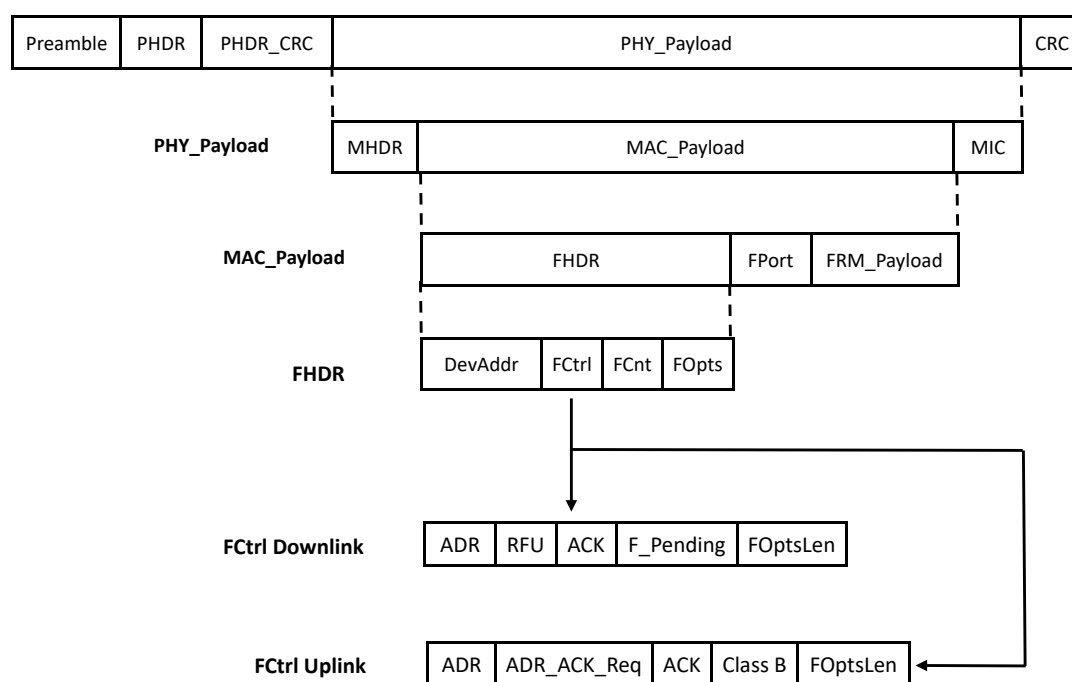 Preamble PHDR PHDR_CRC PHY_Payload CRC
PHY_Payload MHDR MAC_Payload MIC
MAC_Payload FHDR FPort FRM_Payload
FHDR DevAddr FCtrl FCnt FOpts
FCtrl Downlink ADR RFU ACK F_Pending FOptsLen
FCtrl Uplink ADR ADR_ACK_Req ACK Class B FOptsLen